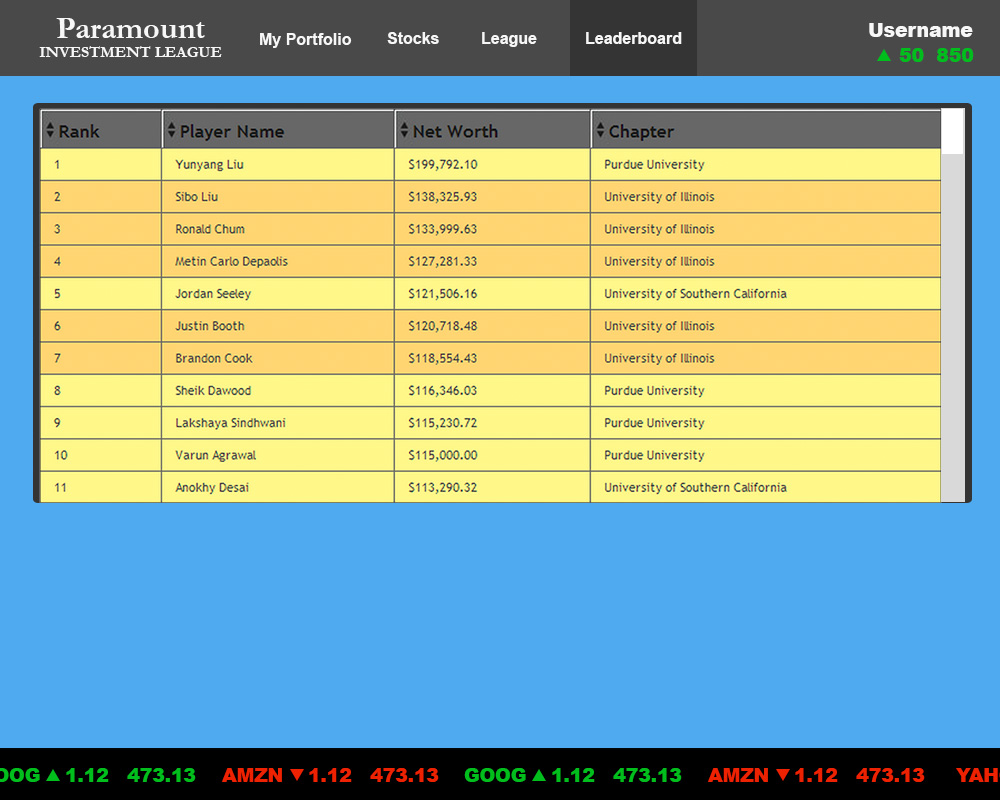 Paramount
INVESTMENT LEAGUE
My Portfolio Stocks League Leaderboard
Username
▲ 50 850
Rank Player Name Net Worth Chapter
1 Yunyang Liu $199,792.10 Purdue University
2 Sibo Liu $138,325.93 University of Illinois
3 Ronald Chum $133,999.63 University of Illinois
4 Metin Carlo Depaolis $127,281.33 University of Illinois
5 Jordan Seeley $121,506.16 University of Southern California
6 Justin Booth $120,718.48 University of Illinois
7 Brandon Cook $118,554.43 University of Illinois
8 Sheik Dawood $116,346.03 Purdue University
9 Lakshaya Sindhwani $115,230.72 Purdue University
10 Varun Agrawal $115,000.00 Purdue University
11 Anokhy Desai $113,290.32 University of Southern California
OOG ▲ 1.12 473.13 AMZN ▼ 1.12 473.13 GOOG ▲ 1.12 473.13 AMZN ▼ 1.12 473.13 YAH